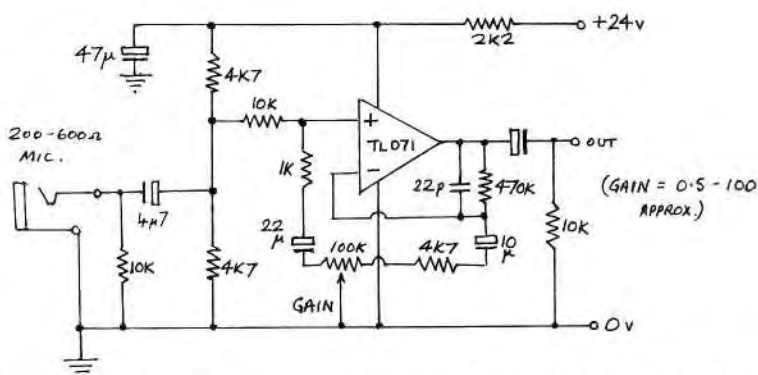 +24v
2K2
47µ
4K7
10K
200-600Ω
MIC.
+
TL071
−
OUT
1K
22p
470K
(GAIN = 0.5-100
APPROX.)
4µ7
22
µ
100K
4K7
10
µ
10K
10K
4K7
GAIN
0v